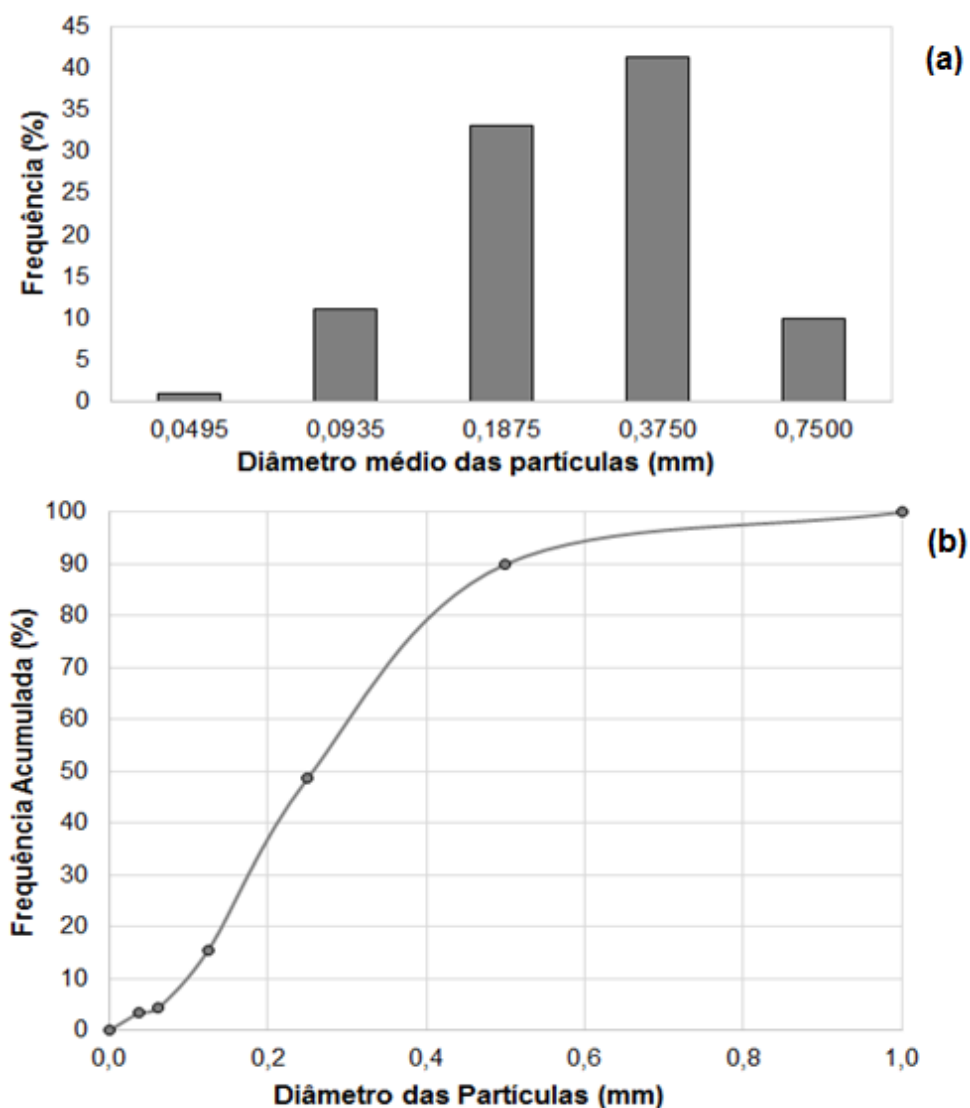 45
(a)
40
35
30
25
20
15
10
5
0
Frequência (%)
0,0495 0,0935 0,1875 0,3750 0,7500
Diâmetro médio das partículas (mm)
100
(b)
90
80
70
60
50
40
30
20
10
0
Frequência Acumulada (%)
0,0 0,2 0,4 0,6 0,8 1,0
Diâmetro das Partículas (mm)